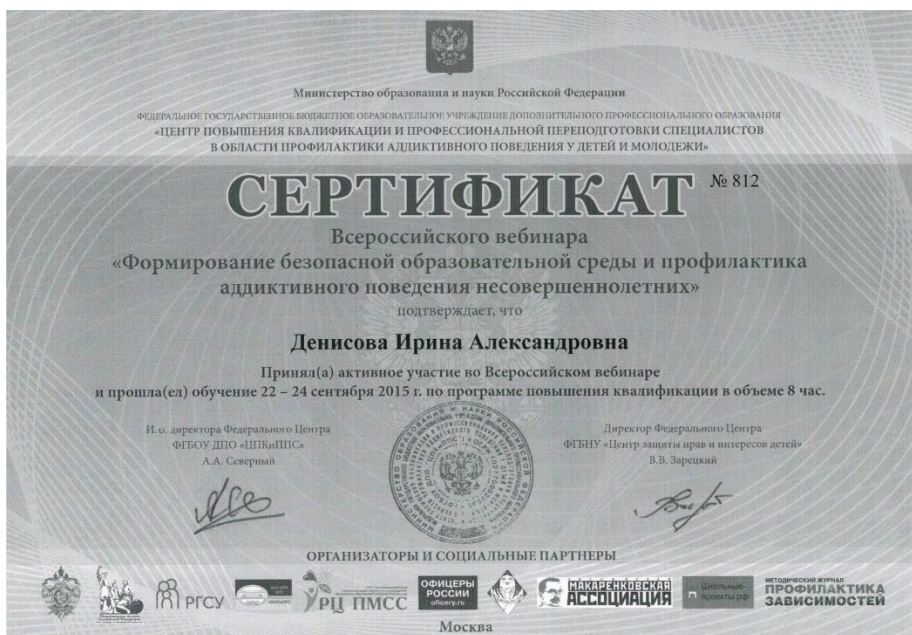 Министерство образования и науки Российской Федерации
ФЕДЕРАЛЬНОЕ ГОСУДАРСТВЕННОЕ БЮДЖЕТНОЕ ОБРАЗОВАТЕЛЬНОЕ УЧРЕЖДЕНИЕ ДОПОЛНИТЕЛЬНОГО ПРОФЕССИОНАЛЬНОГО ОБРАЗОВАНИЯ
«ЦЕНТР ПОВЫШЕНИЯ КВАЛИФИКАЦИИ И ПРОФЕССИОНАЛЬНОЙ ПЕРЕПОДГОТОВКИ СПЕЦИАЛИСТОВ
В ОБЛАСТИ ПРОФИЛАКТИКИ АДДИКТИВНОГО ПОВЕДЕНИЯ У ДЕТЕЙ И МОЛОДЕЖИ»
СЕРТИФИКАТ № 812
Всероссийского вебинара
«Формирование безопасной образовательной среды и профилактика
аддиктивного поведения несовершеннолетних»
подтверждает, что
Денисова Ирина Александровна
Принял(а) активное участие во Всероссийском вебинаре
и прошла(ел) обучение 22 – 24 сентября 2015 г. по программе повышения квалификации в объеме 8 час.
И. о. директора Федерального Центра
ФГБОУ ДПО «ЦПКиППС»
А.А. Северный
Директор Федерального Центра
ФГБНУ «Центр защиты прав и интересов детей»
В.В. Зарецкий
ОРГАНИЗАТОРЫ И СОЦИАЛЬНЫЕ ПАРТНЕРЫ
РГСУ
РЦ ПМСС
ОФИЦЕРЫ
РОССИИ
oficery.ru
МАКАРЕНКОВСКАЯ
АССОЦИАЦИЯ
Школьные-
проекты.рф
МЕТОДИЧЕСКИЙ ЖУРНАЛ
ПРОФИЛАКТИКА
ЗАВИСИМОСТЕЙ
Москва